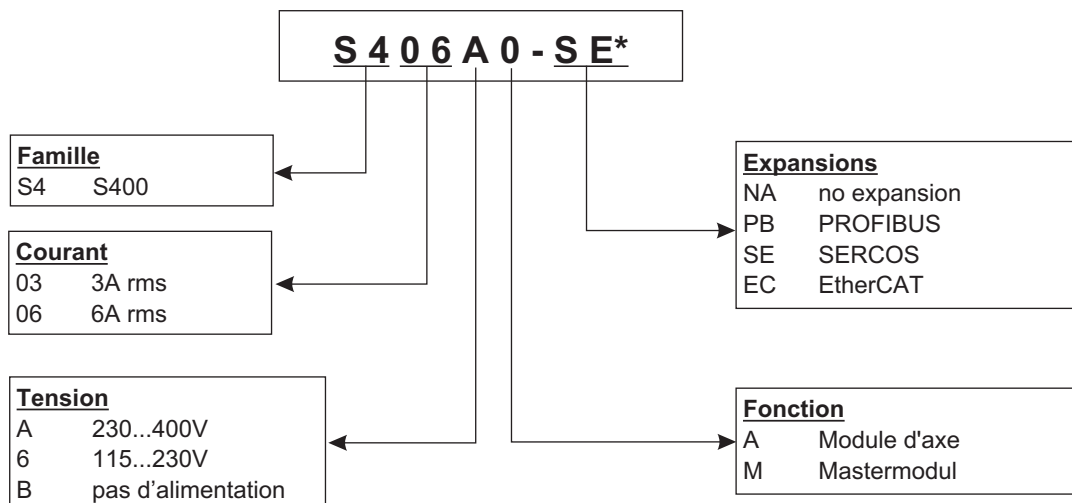 S406A0-SE*
Famille
S4 S400
Courant
03 3A rms
06 6A rms
Tension
A 230...400V
6 115...230V
B pas d’alimentation
Expansions
NA no expansion
PB PROFIBUS
SE SERCOS
EC EtherCAT
Fonction
A Module d'axe
M Mastermodul